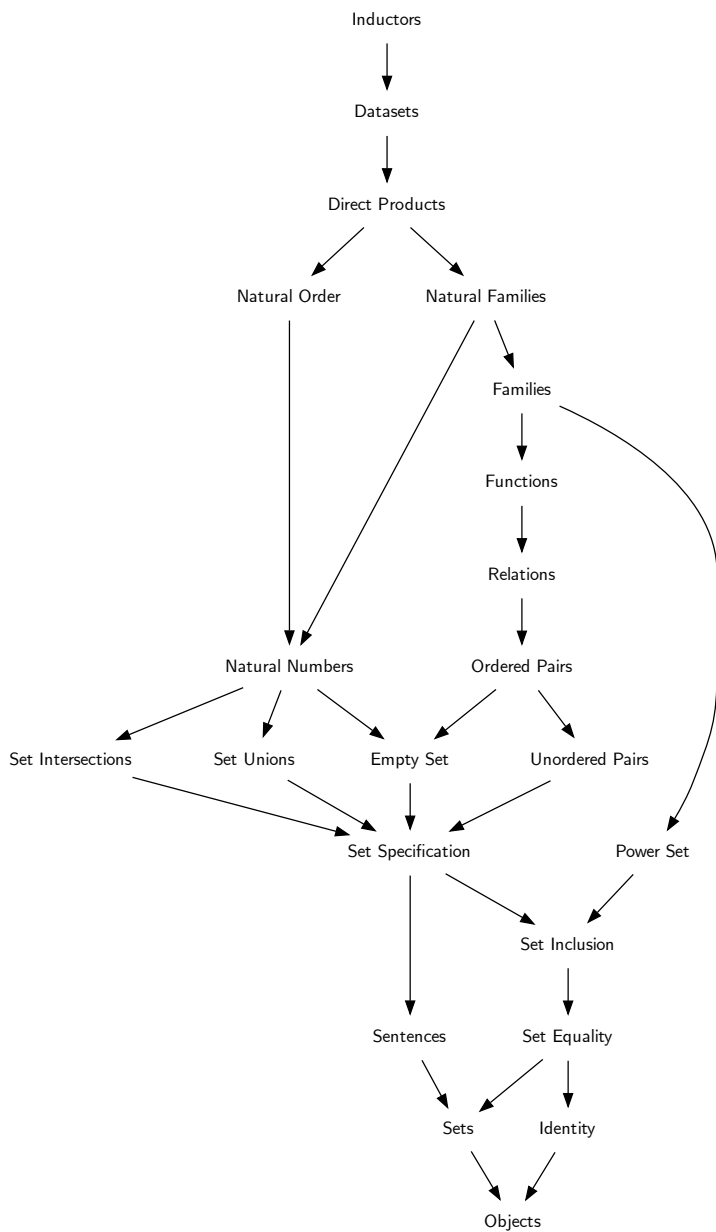 Inductors
Datasets
Direct Products
Natural Order
Natural Families
Families
Functions
Relations
Natural Numbers
Ordered Pairs
Set Intersections
Set Unions
Empty Set
Unordered Pairs
Set Specification
Power Set
Set Inclusion
Sentences
Set Equality
Sets
Identity
Objects